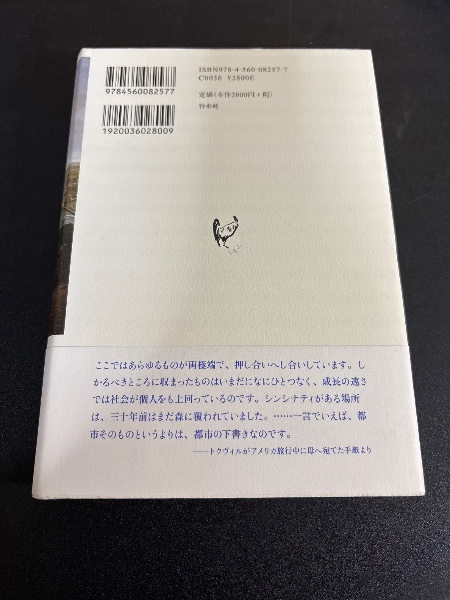 ISBN978-4-560-08257-7
C0036 ¥2800E
定価(本体2800円+税)
白水社
9784560082577
1920036028009
ここではあらゆるものが両極端で、押し合いへし合いしています。し
かるべきところに収まったものはいまだになにひとつなく、成長の速さ
では社会が個人をも上回っているのです。シンシナティがある場所
は、三十年前はまだ森に覆われていました。……一言でいえば、都
市そのものというよりは、都市の下書きなのです。
——トクヴィルがアメリカ旅行中に母へ宛てた手紙より